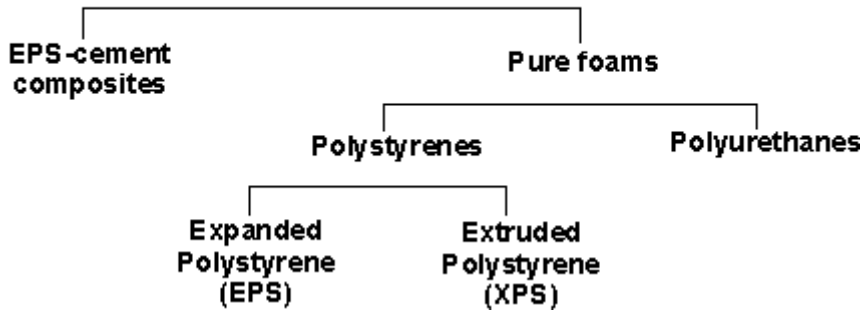 EPS-cement
composites
Pure foams
Polystyrenes
Polyurethanes
Expanded
Polystyrene
(EPS)
Extruded
Polystyrene
(XPS)